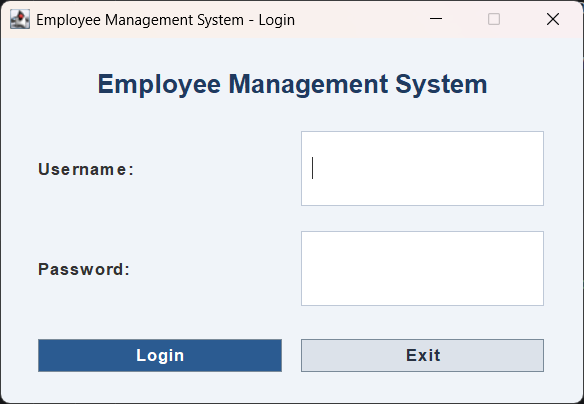 Employee Management System - Login
Employee Management System
Username:
Password:
Login
Exit